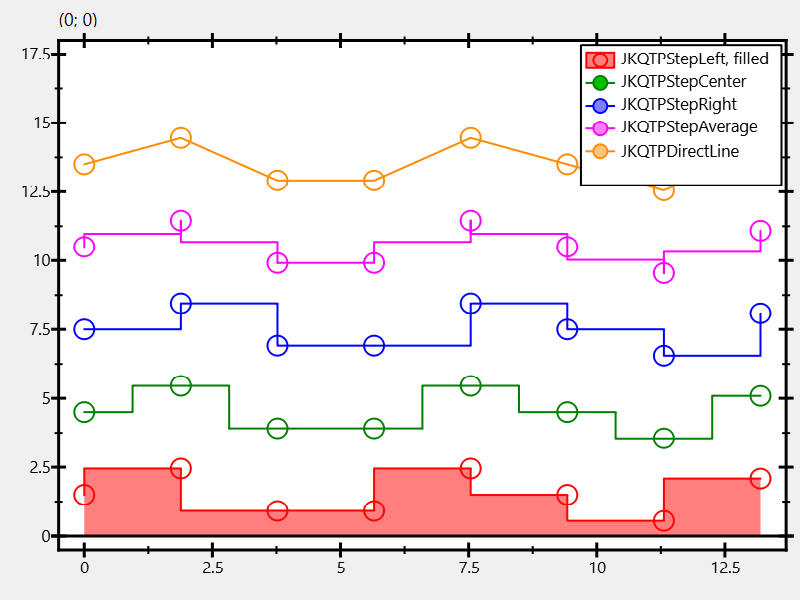 (0; 0)
17.5
15
12.5
10
7.5
5
2.5
0
JKQTPStepLeft, filled
JKQTPStepCenter
JKQTPStepRight
JKQTPStepAverage
JKQTPDirectLine
0 2.5 5 7.5 10 12.5